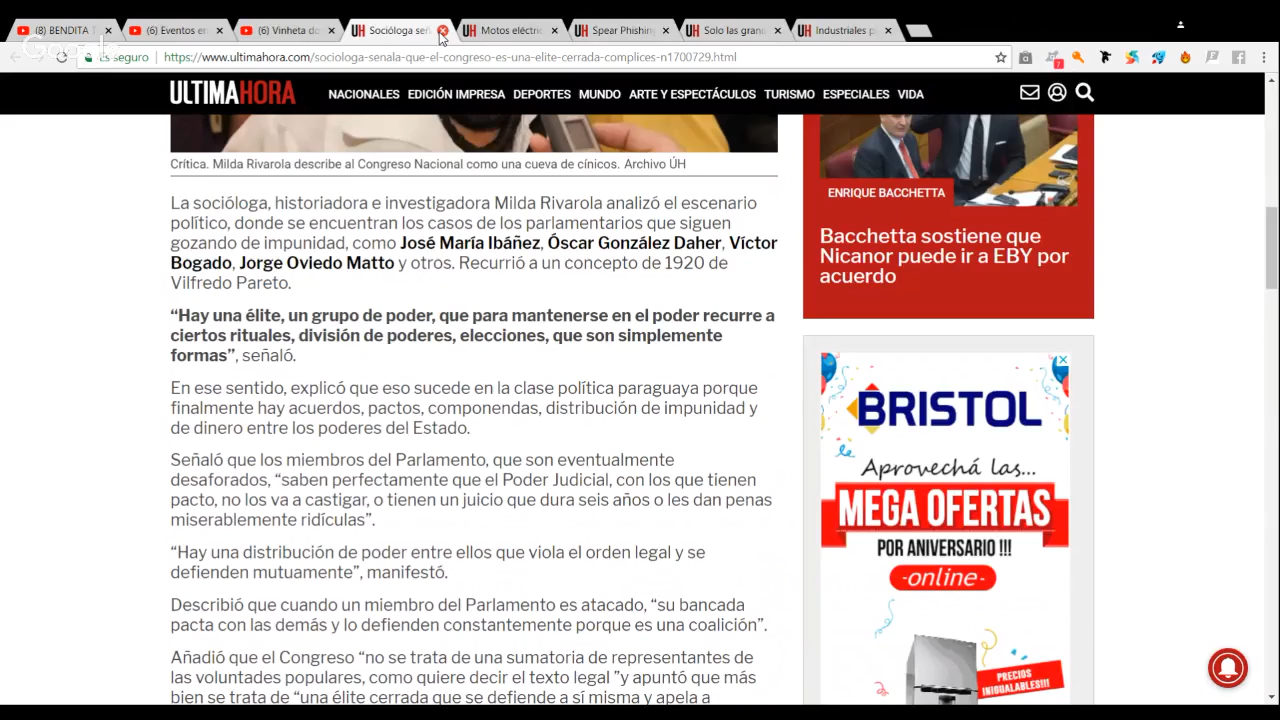 (8) BENDITA T
(6) Eventos en
(6) Vinheta do
UH Socióloga seña
UH Motos eléctric
UH Spear Phishing
UH Solo las grand
UH Industriales p
Google
Es seguro
https://www.ultimahora.com/sociologa-senala-que-el-congreso-es-una-elite-cerrada-complices-n1700729.html
7
ULTIMAHORA
NACIONALES EDICIÓN IMPRESA DEPORTES MUNDO ARTE Y ESPECTÁCULOS TURISMO ESPECIALES VIDA
Crítica. Milda Rivarola describe al Congreso Nacional como una cueva de cínicos. Archivo ÚH
La socióloga, historiadora e investigadora Milda Rivarola analizó el escenario
político, donde se encuentran los casos de los parlamentarios que siguen
gozando de impunidad, como José María Ibáñez, Óscar González Daher, Víctor
Bogado, Jorge Oviedo Matto y otros. Recurrió a un concepto de 1920 de
Vilfredo Pareto.
“Hay una élite, un grupo de poder, que para mantenerse en el poder recurre a
ciertos rituales, división de poderes, elecciones, que son simplemente
formas”, señaló.
En ese sentido, explicó que eso sucede en la clase política paraguaya porque
finalmente hay acuerdos, pactos, componendas, distribución de impunidad y
de dinero entre los poderes del Estado.
Señaló que los miembros del Parlamento, que son eventualmente
desaforados, “saben perfectamente que el Poder Judicial, con los que tienen
pacto, no los va a castigar, o tienen un juicio que dura seis años o les dan penas
miserablemente ridículas”.
“Hay una distribución de poder entre ellos que viola el orden legal y se
defienden mutuamente”, manifestó.
Describió que cuando un miembro del Parlamento es atacado, “su bancada
pacta con las demás y lo defienden constantemente porque es una coalición”.
Añadió que el Congreso “no se trata de una sumatoria de representantes de
las voluntades populares, como quiere decir el texto legal ”y apuntó que más
bien se trata de “una elite cerrada que se defiende a sí misma y apela a
ENRIQUE BACCHETTA
Bacchetta sostiene que
Nicanor puede ir a EBY por
acuerdo
BRISTOL
Aprovechá las...
MEGA OFERTAS
POR ANIVERSARIO !!!
-online-
PRECIOS
INIGUALABLES!!!